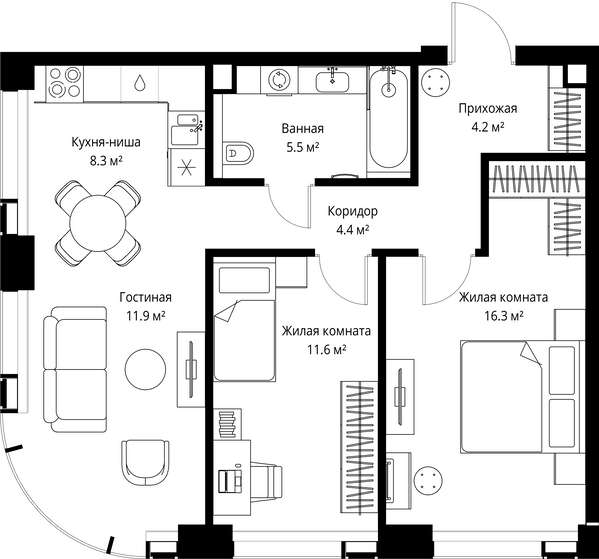 Прихожая
4.2 м²
Ванная
5.5 м²
Кухня-ниша
8.3 м²
Коридор
4.4 м²
Гостиная
11.9 м²
Жилая комната
16.3 м²
Жилая комната
11.6 м²